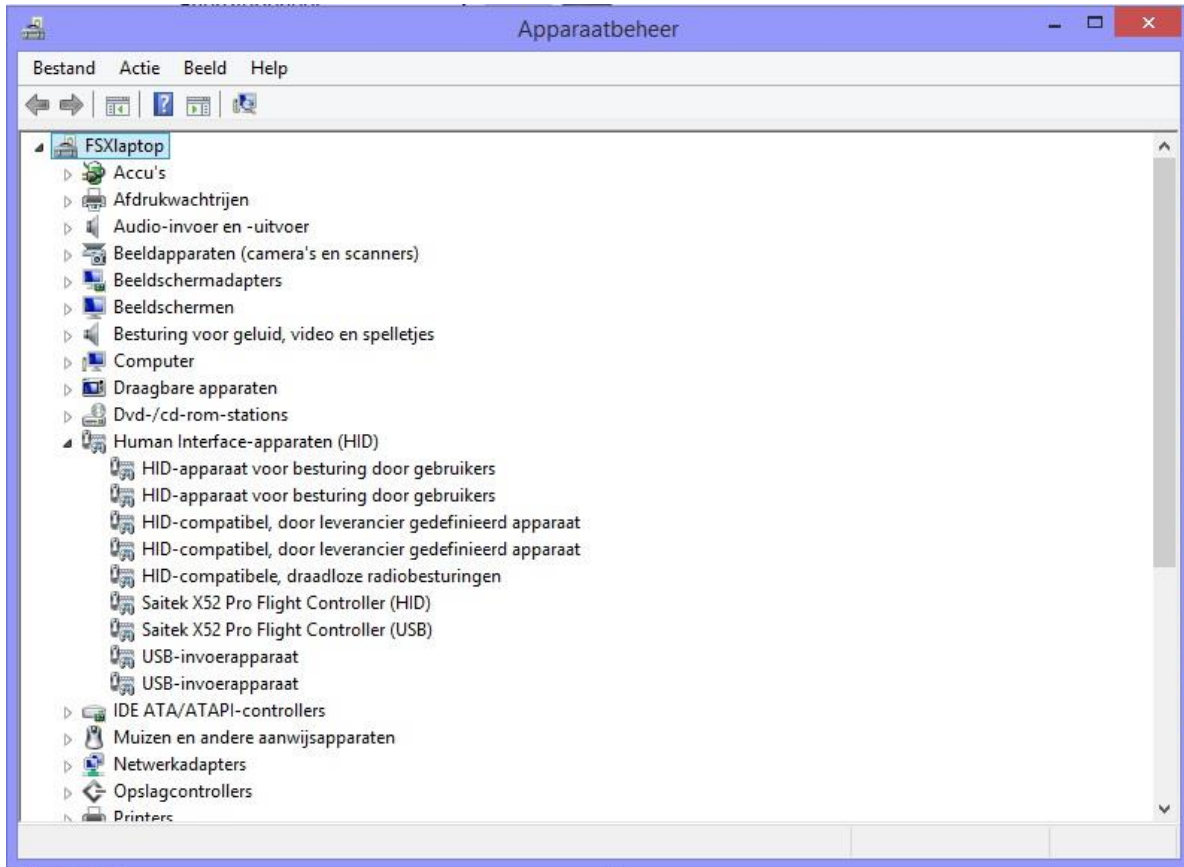 Apparaatbeheer
Bestand Actie Beeld Help
FSXlaptop
Accu's
Afdrukwachtrijen
Audio-invoer en -uitvoer
Beeldapparaten (camera's en scanners)
Beeldschermadapters
Beeldschermen
Besturing voor geluid, video en spelletjes
Computer
Draagbare apparaten
Dvd-/cd-rom-stations
Human Interface-apparaten (HID)
HID-apparaat voor besturing door gebruikers
HID-apparaat voor besturing door gebruikers
HID-compatibel, door leverancier gedefinieerd apparaat
HID-compatibel, door leverancier gedefinieerd apparaat
HID-compatibele, draadloze radiobesturingen
Saitek X52 Pro Flight Controller (HID)
Saitek X52 Pro Flight Controller (USB)
USB-invoerapparaat
USB-invoerapparaat
IDE ATA/ATAPI-controllers
Muizen en andere aanwijsapparaten
Netwerkadapters
Opslagcontrollers
Printers